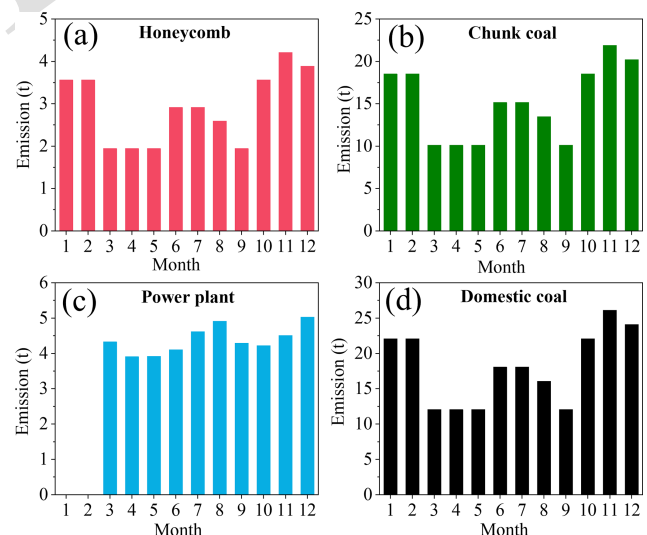 (a) Honeycomb
Emission (t)
5
4
3
2
1
0
1 2 3 4 5 6 7 8 9 10 11 12
Month
(b) Chunk coal
Emission (t)
25
20
15
10
5
0
1 2 3 4 5 6 7 8 9 10 11 12
Month
(c) Power plant
Emission (t)
6
5
4
3
2
1
0
1 2 3 4 5 6 7 8 9 10 11 12
Month
(d) Domestic coal
Emission (t)
30
25
20
15
10
5
0
1 2 3 4 5 6 7 8 9 10 11 12
Month